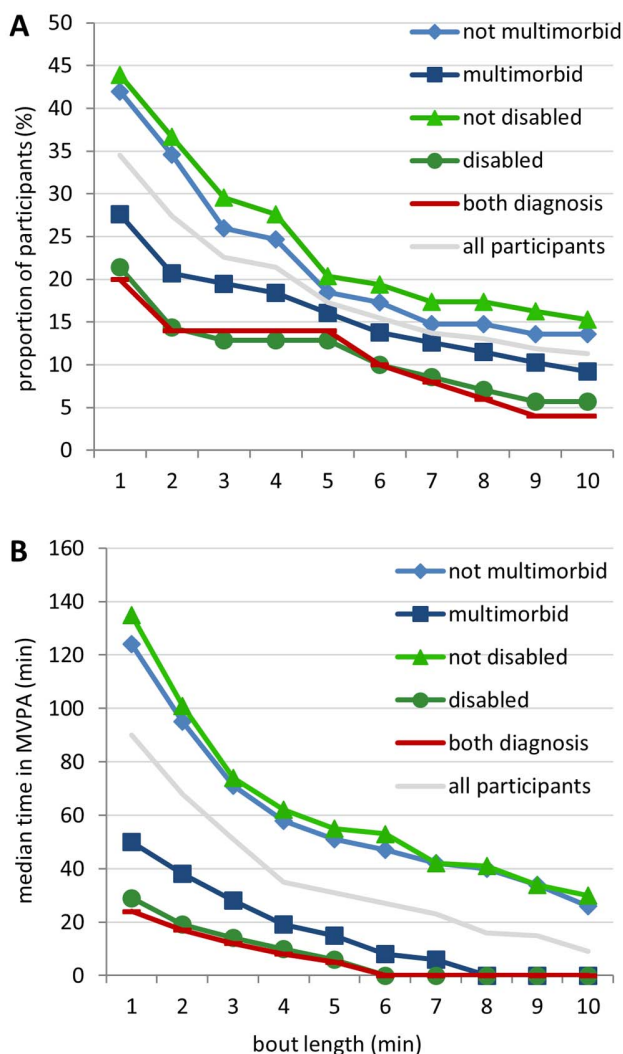 A
proportion of participants (%)
50
45
40
35
30
25
20
15
10
5
0
not multimorbid
multimorbid
not disabled
disabled
both diagnosis
all participants
1 2 3 4 5 6 7 8 9 10
B
median time in MVPA (min)
160
140
120
100
80
60
40
20
0
not multimorbid
multimorbid
not disabled
disabled
both diagnosis
all participants
1 2 3 4 5 6 7 8 9 10
bout length (min)